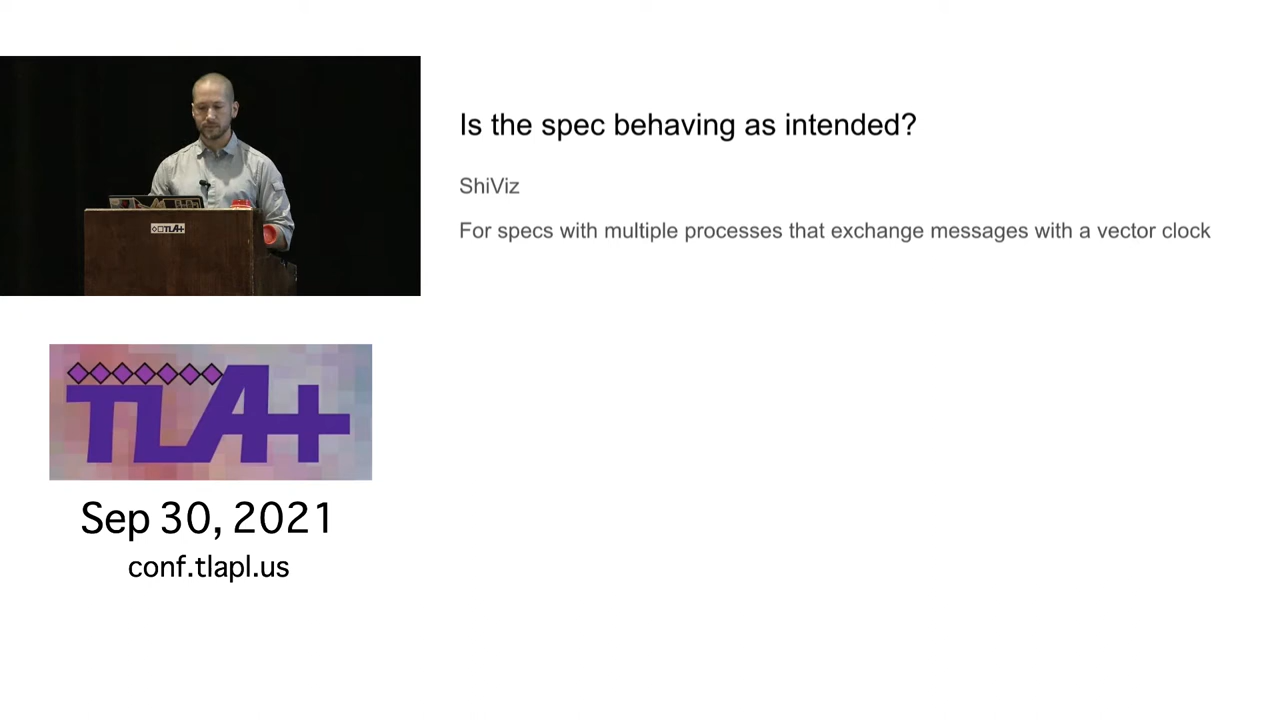 Is the spec behaving as intended?
ShiViz
For specs with multiple processes that exchange messages with a vector clock
TLA+
TLA+
Sep 30, 2021
conf.tlapl.us